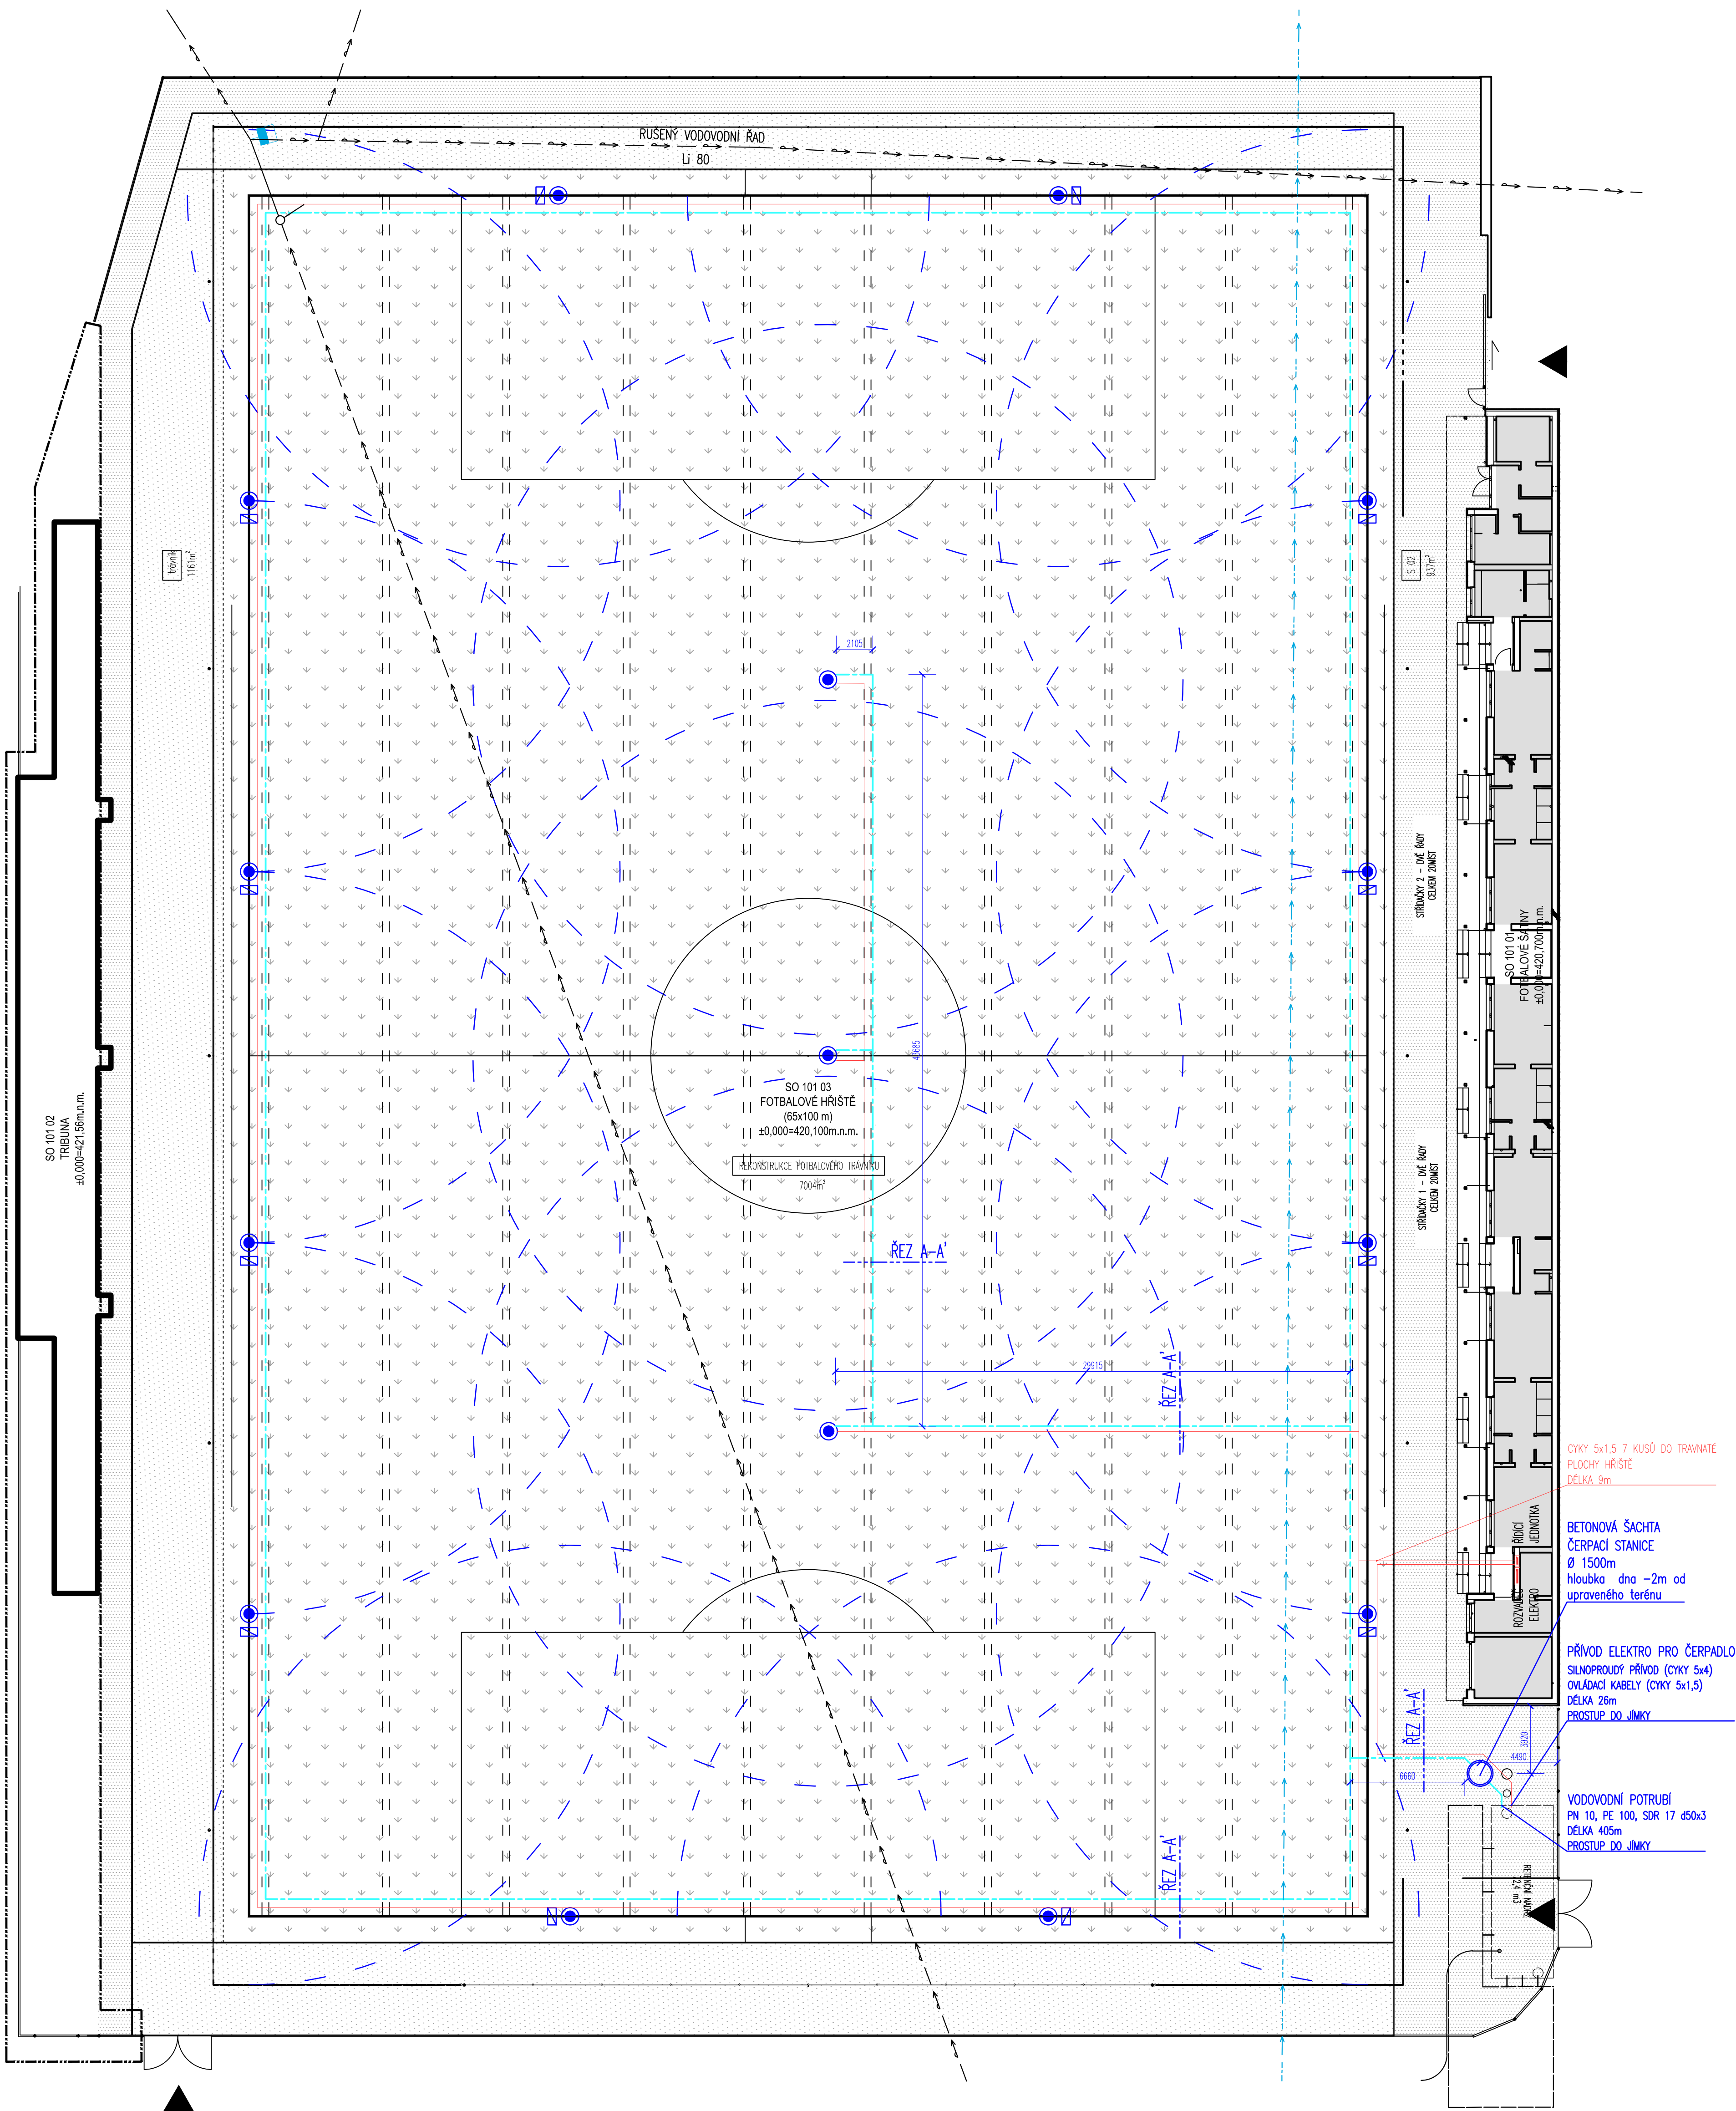 RUŠENÝ VODOVODNÍ ŘAD
Li 80
trávník
1161m²
S 02
937m²
2105
43685
STŘÍDAČKY 2 - DVĚ ŘADY
CELKEM 20MÍST
SO 101 01
FOTBALOVÉ ŠATNY
±0,000=420,700m.n.m.
SO 101 02
TRIBUNA
±0,000=421,56m.n.m.
SO 101 03
FOTBALOVÉ HŘIŠTĚ
(65x100 m)
±0,000=420,100m.n.m.
REKONSTRUKCE FOTBALOVÉHO TRÁVNÍKU
7004m²
STŘÍDAČKY 1 - DVĚ ŘADY
CELKEM 20MÍST
ŘEZ A-A'
29915
ŘEZ A-A'
CYKY 5x1,5 7 KUSŮ DO TRAVNATÉ
PLOCHY HŘIŠTĚ
DÉLKA 9m
ŘÍDÍCÍ
JEDNOTKA
ROZVADĚČ
ELEKTRO
BETONOVÁ ŠACHTA
ČERPACÍ STANICE
Ø 1500m
hloubka dna -2m od
upraveného terénu
PŘÍVOD ELEKTRO PRO ČERPADLO
SILNOPROUDÝ PŘÍVOD (CYKY 5x4)
OVLÁDACÍ KABELY (CYKY 5x1,5)
DÉLKA 26m
PROSTUP DO JÍMKY
ŘEZ A-A'
3920
4490
6660
VODOVODNÍ POTRUBÍ
PN 10, PE 100, SDR 17 d50x3
DÉLKA 405m
PROSTUP DO JÍMKY
ŘEZ A-A'
RETENČNÍ NÁDRŽ